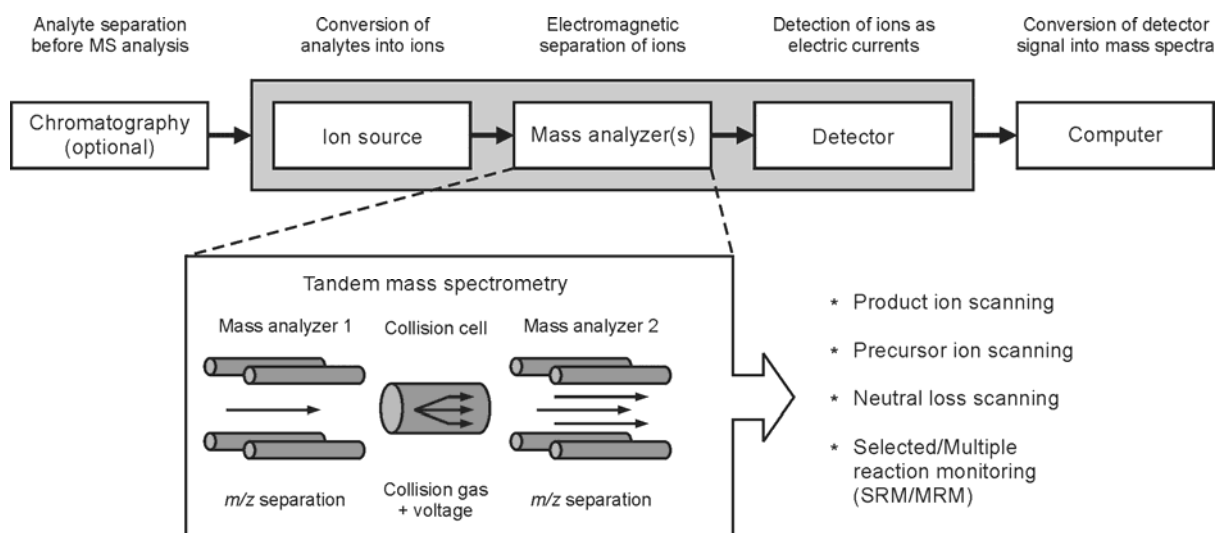 Analyte separation
before MS analysis
Conversion of
analytes into ions
Electromagnetic
separation of ions
Detection of ions as
electric currents
Conversion of detector
signal into mass spectra
Chromatography
(optional)
Ion source
Mass analyzer(s)
Detector
Computer
Tandem mass spectrometry
Mass analyzer 1
Collision cell
Mass analyzer 2
m/z separation
Collision gas
+ voltage
m/z separation
* Product ion scanning
* Precursor ion scanning
* Neutral loss scanning
* Selected/Multiple
reaction monitoring
(SRM/MRM)